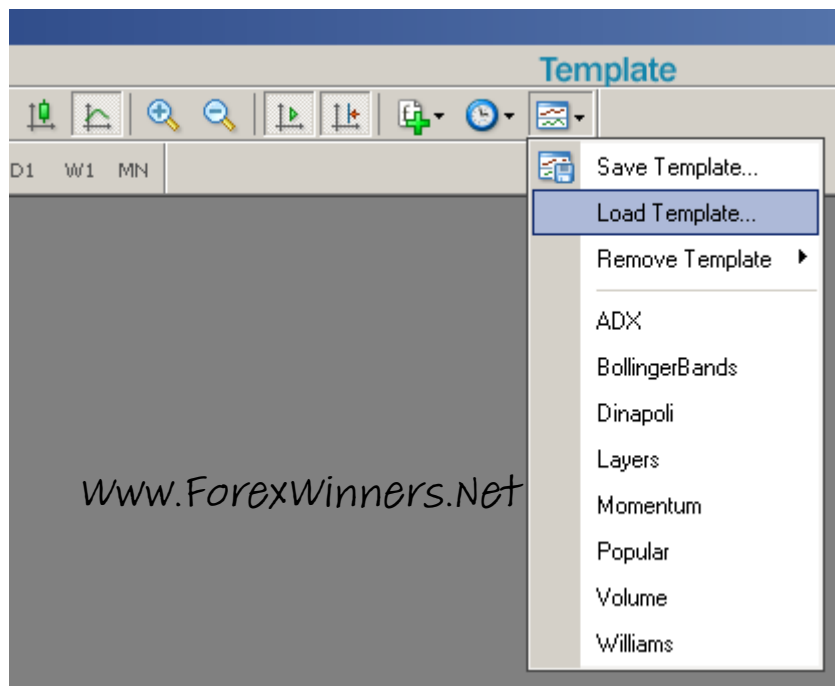 Template
D1 W1 MN
Save Template...
Load Template...
Remove Template
ADX
BollingerBands
Dinapoli
Layers
Momentum
Popular
Volume
Williams
Www.ForexWinners.Net